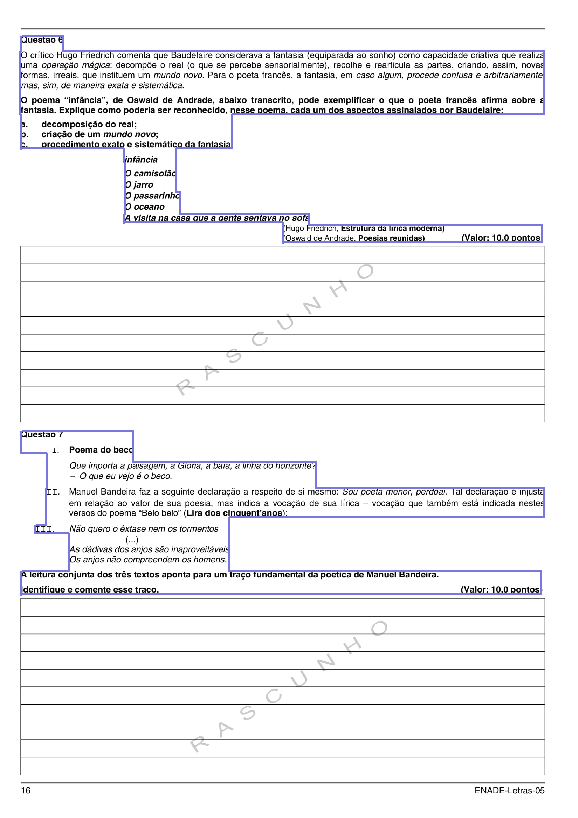 Questão 6
O crítico Hugo Friedrich comenta que Baudelaire considerava a fantasia (equiparada ao sonho) como capacidade criativa que realiza
uma operação mágica: decompõe o real (o que se percebe sensorialmente), recolhe e rearticula as partes, criando, assim, novas
formas, irreais, que instituem um mundo novo. Para o poeta francês, a fantasia, em caso algum, procede confusa e arbitrariamente
mas, sim, de maneira exata e sistemática.
O poema “infância”, de Oswald de Andrade, abaixo transcrito, pode exemplificar o que o poeta francês afirma sobre a
fantasia. Explique como poderia ser reconhecido, nesse poema, cada um dos aspectos assinalados por Baudelaire:
a. decomposição do real;
b. criação de um mundo novo;
c. procedimento exato e sistemático da fantasia
infância
O camisolão
O jarro
O passarinho
O oceano
A visita na casa que a gente sentava no sofá
(Hugo Friedrich, Estrutura da lírica moderna)
(Oswald de Andrade, Poesias reunidas) (Valor: 10,0 pontos)
RASCUNHO
Questão 7
I. Poema do beco
Que importa a paisagem, a Glória, a baía, a linha do horizonte?
– O que eu vejo é o beco.
II. Manuel Bandeira faz a seguinte declaração a respeito de si mesmo: Sou poeta menor, perdoai. Tal declaração é injusta
em relação ao valor de sua poesia, mas indica a vocação de sua lírica – vocação que também está indicada nestes
versos do poema “Belo belo” (Lira dos cinquent'anos):
III. Não quero o êxtase nem os tormentos
(...)
As dádivas dos anjos são inaproveitáveis
Os anjos não compreendem os homens.
A leitura conjunta dos três textos aponta para um traço fundamental da poética de Manuel Bandeira.
Identifique e comente esse traço. (Valor: 10,0 pontos)
RASCUNHO
16 ENADE-Letras-05